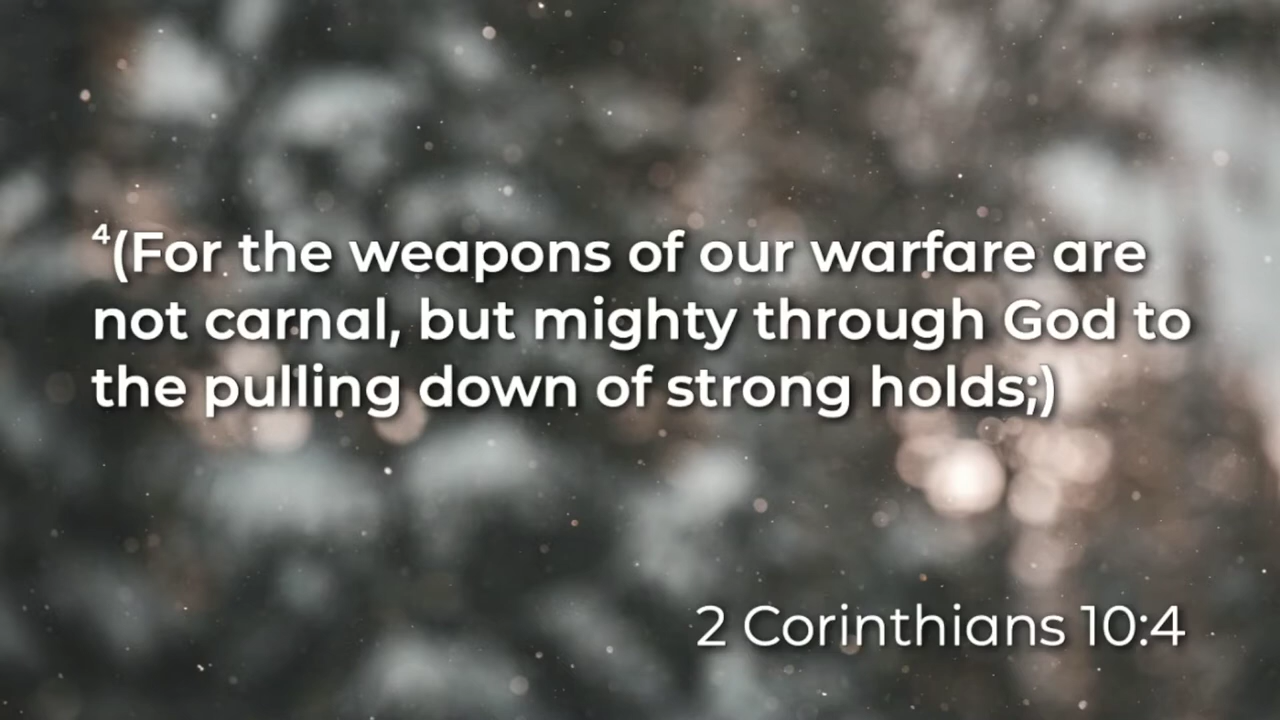 ⁴(For the weapons of our warfare are
not carnal, but mighty through God to
the pulling down of strong holds;)
2 Corinthians 10:4